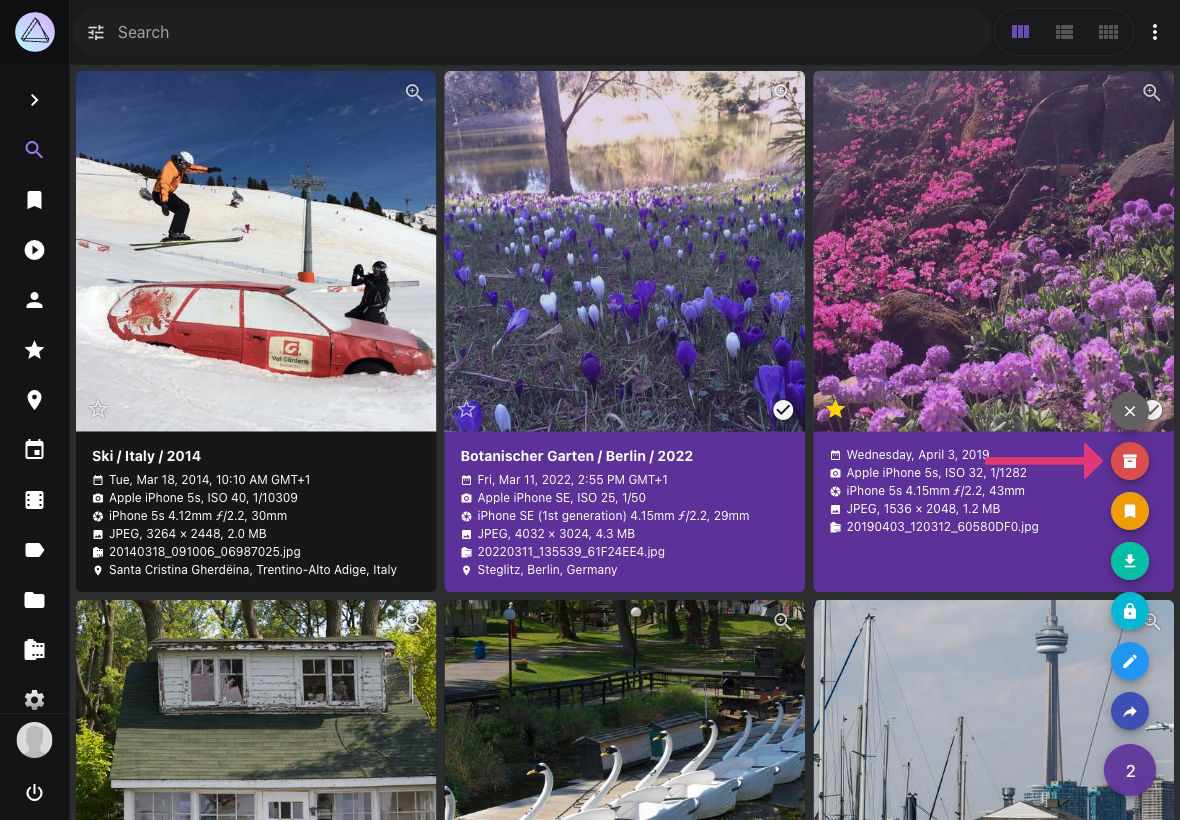 Search
Ski / Italy / 2014
Tue, Mar 18, 2014, 10:10 AM GMT+1
Apple iPhone 5s, ISO 40, 1/10309
iPhone 5s 4.12mm ƒ/2.2, 30mm
JPEG, 3264 × 2448, 2.0 MB
20140318_091006_06987025.jpg
Santa Cristina Gherdëina, Trentino-Alto Adige, Italy
Botanischer Garten / Berlin / 2022
Fri, Mar 11, 2022, 2:55 PM GMT+1
Apple iPhone SE, ISO 25, 1/50
iPhone SE (1st generation) 4.15mm ƒ/2.2, 29mm
JPEG, 4032 × 3024, 4.3 MB
20220311_135539_61F24EE4.jpg
Steglitz, Berlin, Germany
Wednesday, April 3, 2019
Apple iPhone 5s, ISO 32, 1/1282
iPhone 5s 4.15mm ƒ/2.2, 43mm
JPEG, 1536 × 2048, 1.2 MB
20190403_120312_60580DF0.jpg
2